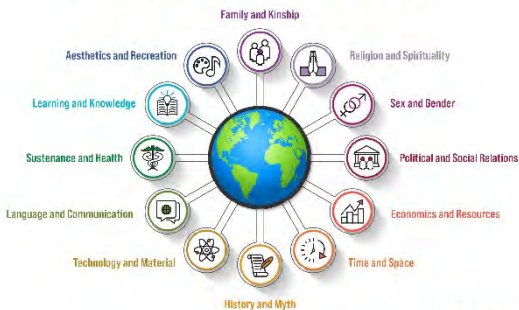 Family and Kinship
Aesthetics and Recreation
Religion and Spirituality
Learning and Knowledge
Sex and Gender
Sustenance and Health
Political and Social Relations
Language and Communication
Economics and Resources
Technology and Material
Time and Space
History and Myth